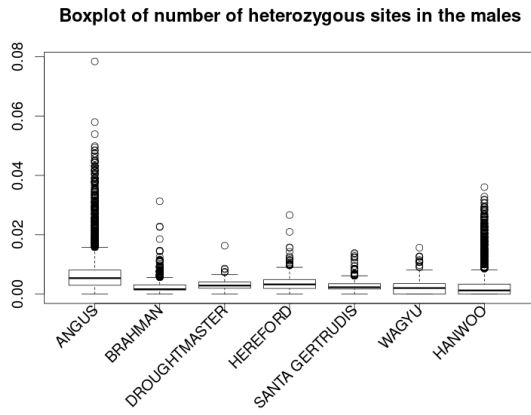 Boxplot of number of heterozygous sites in the males
0.08
0.06
0.04
0.02
0.00
ANGUS
BRAHMAN
DROUGHTMASTER
HEREFORD
SANTA GERTRUDIS
WAGYU
HANWOO